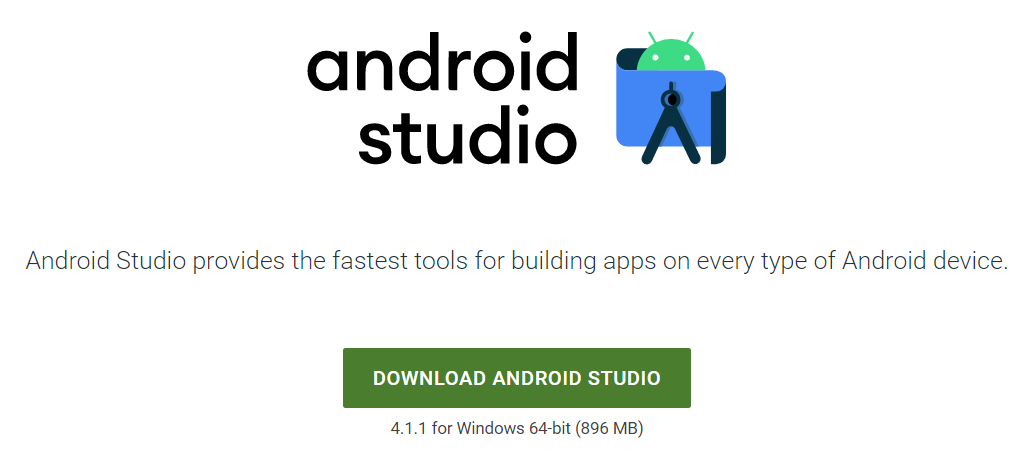 android
studio
Android Studio provides the fastest tools for building apps on every type of Android device.
DOWNLOAD ANDROID STUDIO
4.1.1 for Windows 64-bit (896 MB)